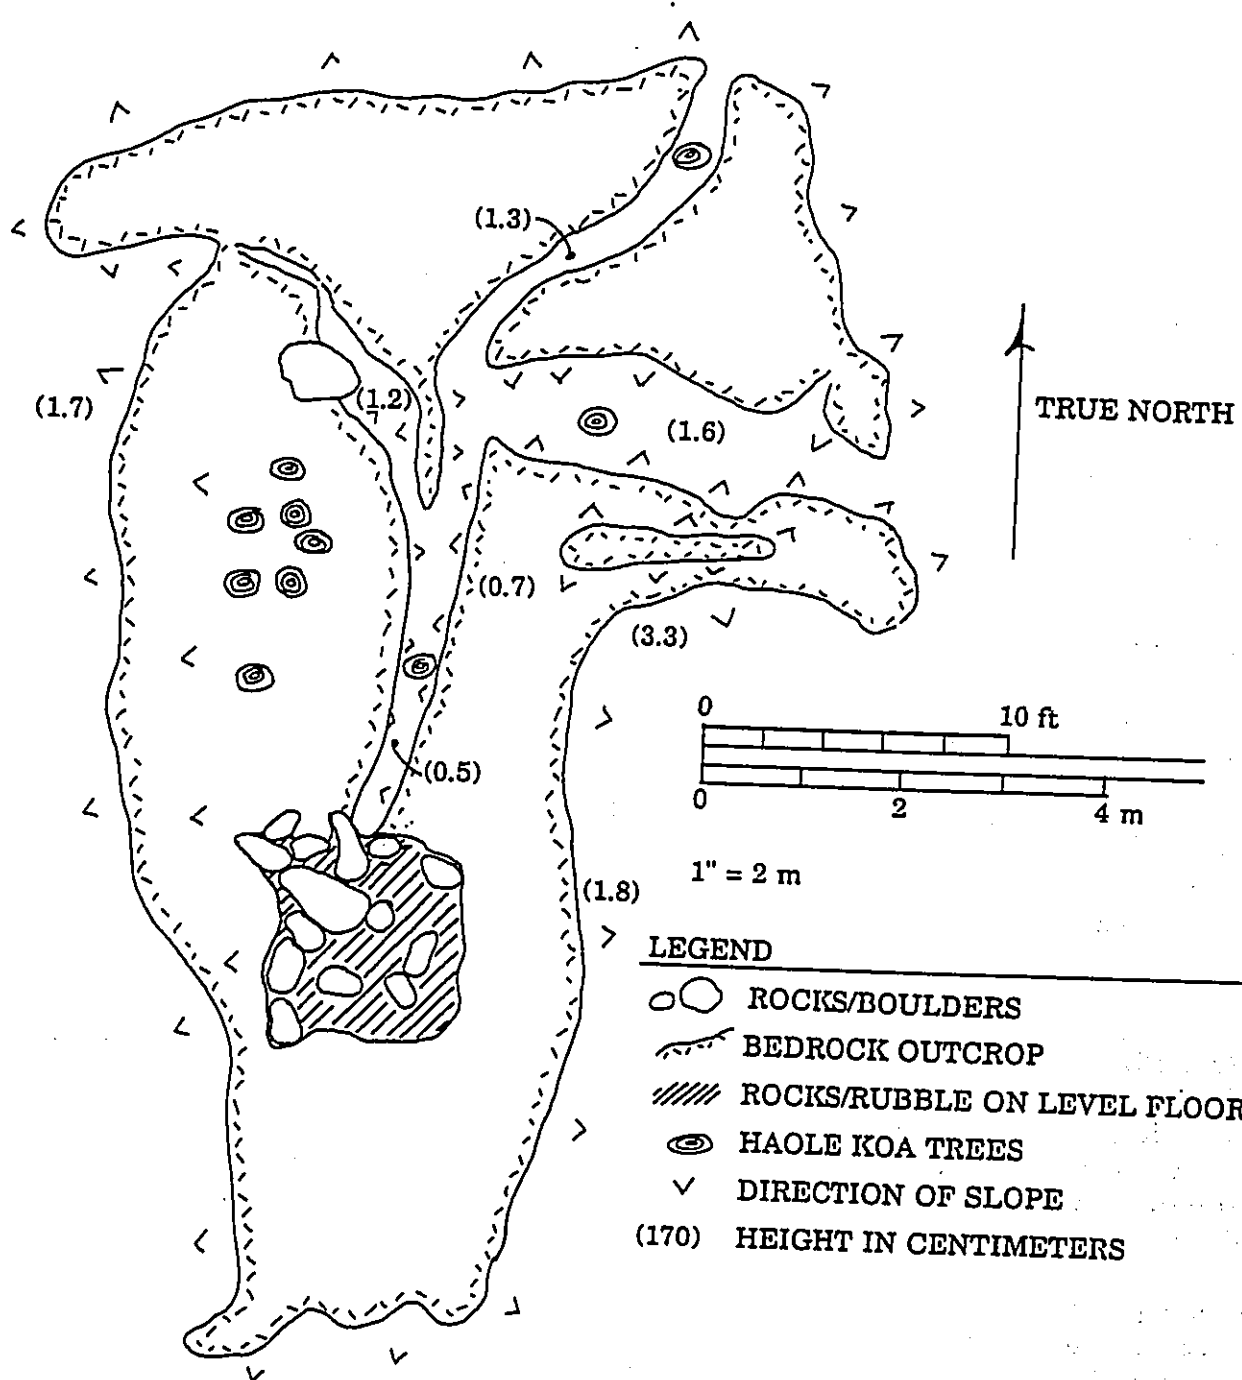 (1.3)
(1.7)
(1.2)
(1.6)
TRUE NORTH
(0.7)
(3.3)
(0.5)
0 10 ft
0 2 4 m
(1.8)
1" = 2 m
LEGEND
ROCKS/BOULDERS
BEDROCK OUTCROP
ROCKS/RUBBLE ON LEVEL FLOOR
HAOLE KOA TREES
DIRECTION OF SLOPE
(170) HEIGHT IN CENTIMETERS